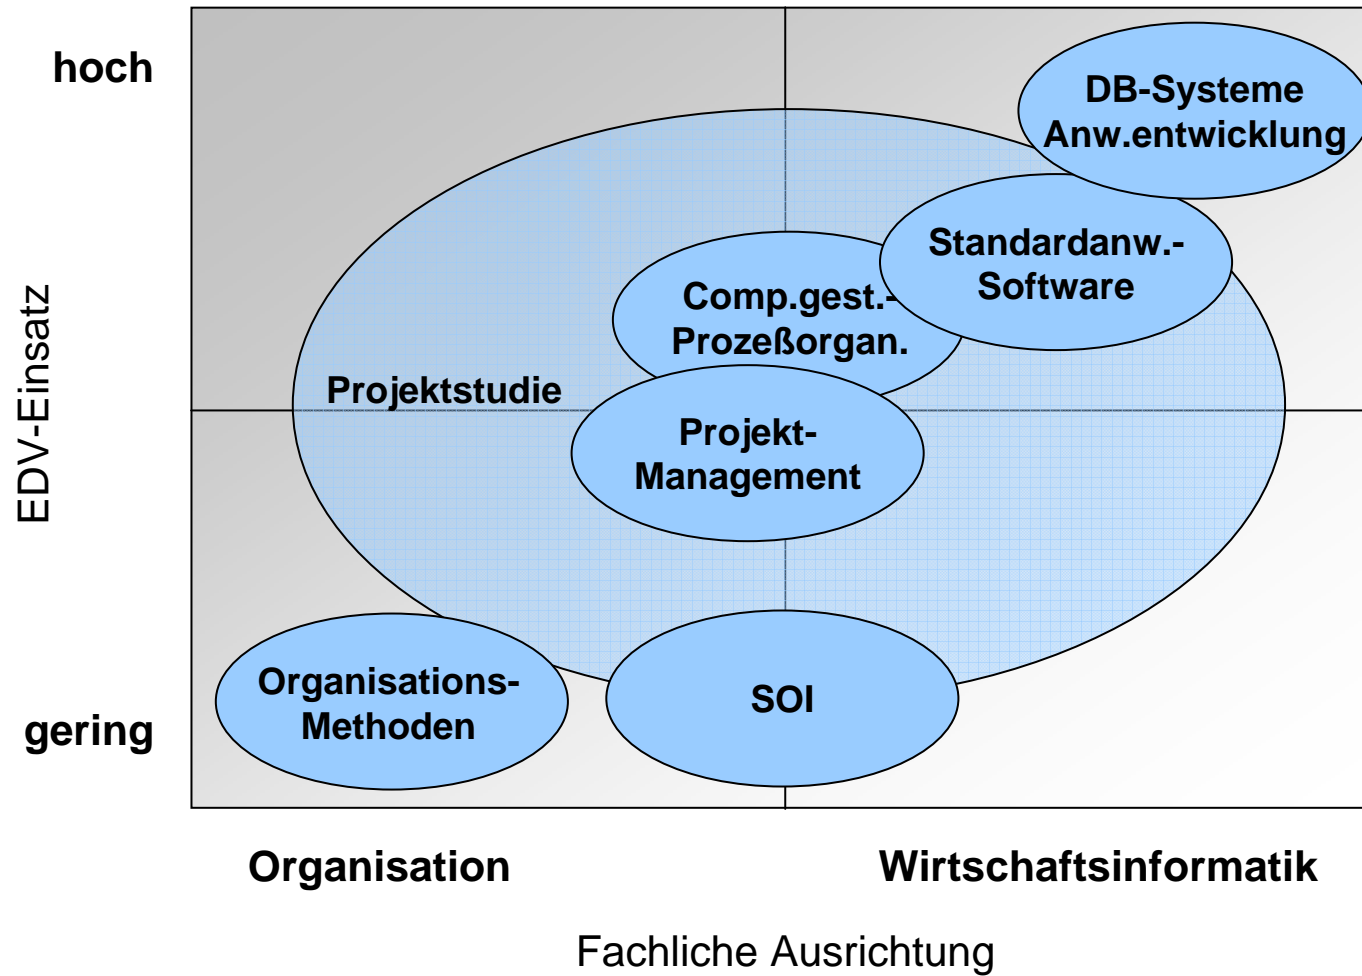 hoch
DB-Systeme
Anw.entwicklung
Standardanw.-
Software
Comp.gest.-
Prozeßorgan.
EDV-Einsatz
Projektstudie
Projekt-
Management
Organisations-
Methoden
SOI
gering
Organisation
Wirtschaftsinformatik
Fachliche Ausrichtung